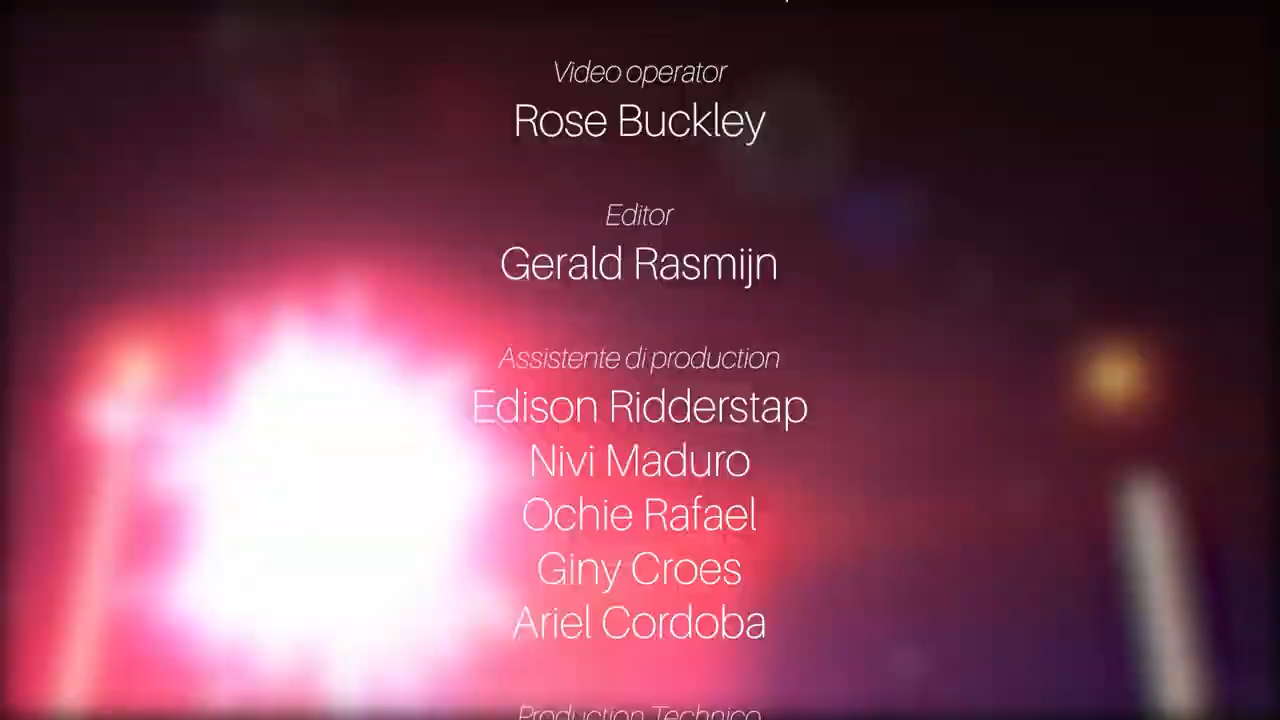 Video operator
Rose Buckley
Editor
Gerald Rasmijn
Assistente di production
Edison Ridderstap
Nivi Maduro
Ochie Rafael
Giny Croes
Ariel Cordoba
Production Technico